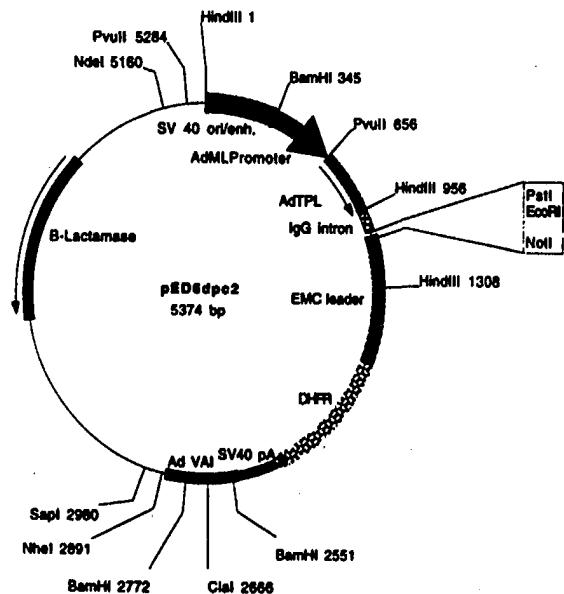 HindIII 1
PvuII 5284
NdeI 5160
BamHI 345
SV 40 ori/enh.
PvuII 656
AdMLPromoter
HindIII 956
PstI
EcoRI
NotI
AdTPL
IgG intron
B-Lactamase
pED6dpc2
5374 bp
HindIII 1308
EMC leader
DHFR
Ad VAI
SV40 pA
SapI 2980
NheI 2891
BamHI 2551
BamHI 2772
ClaI 2666